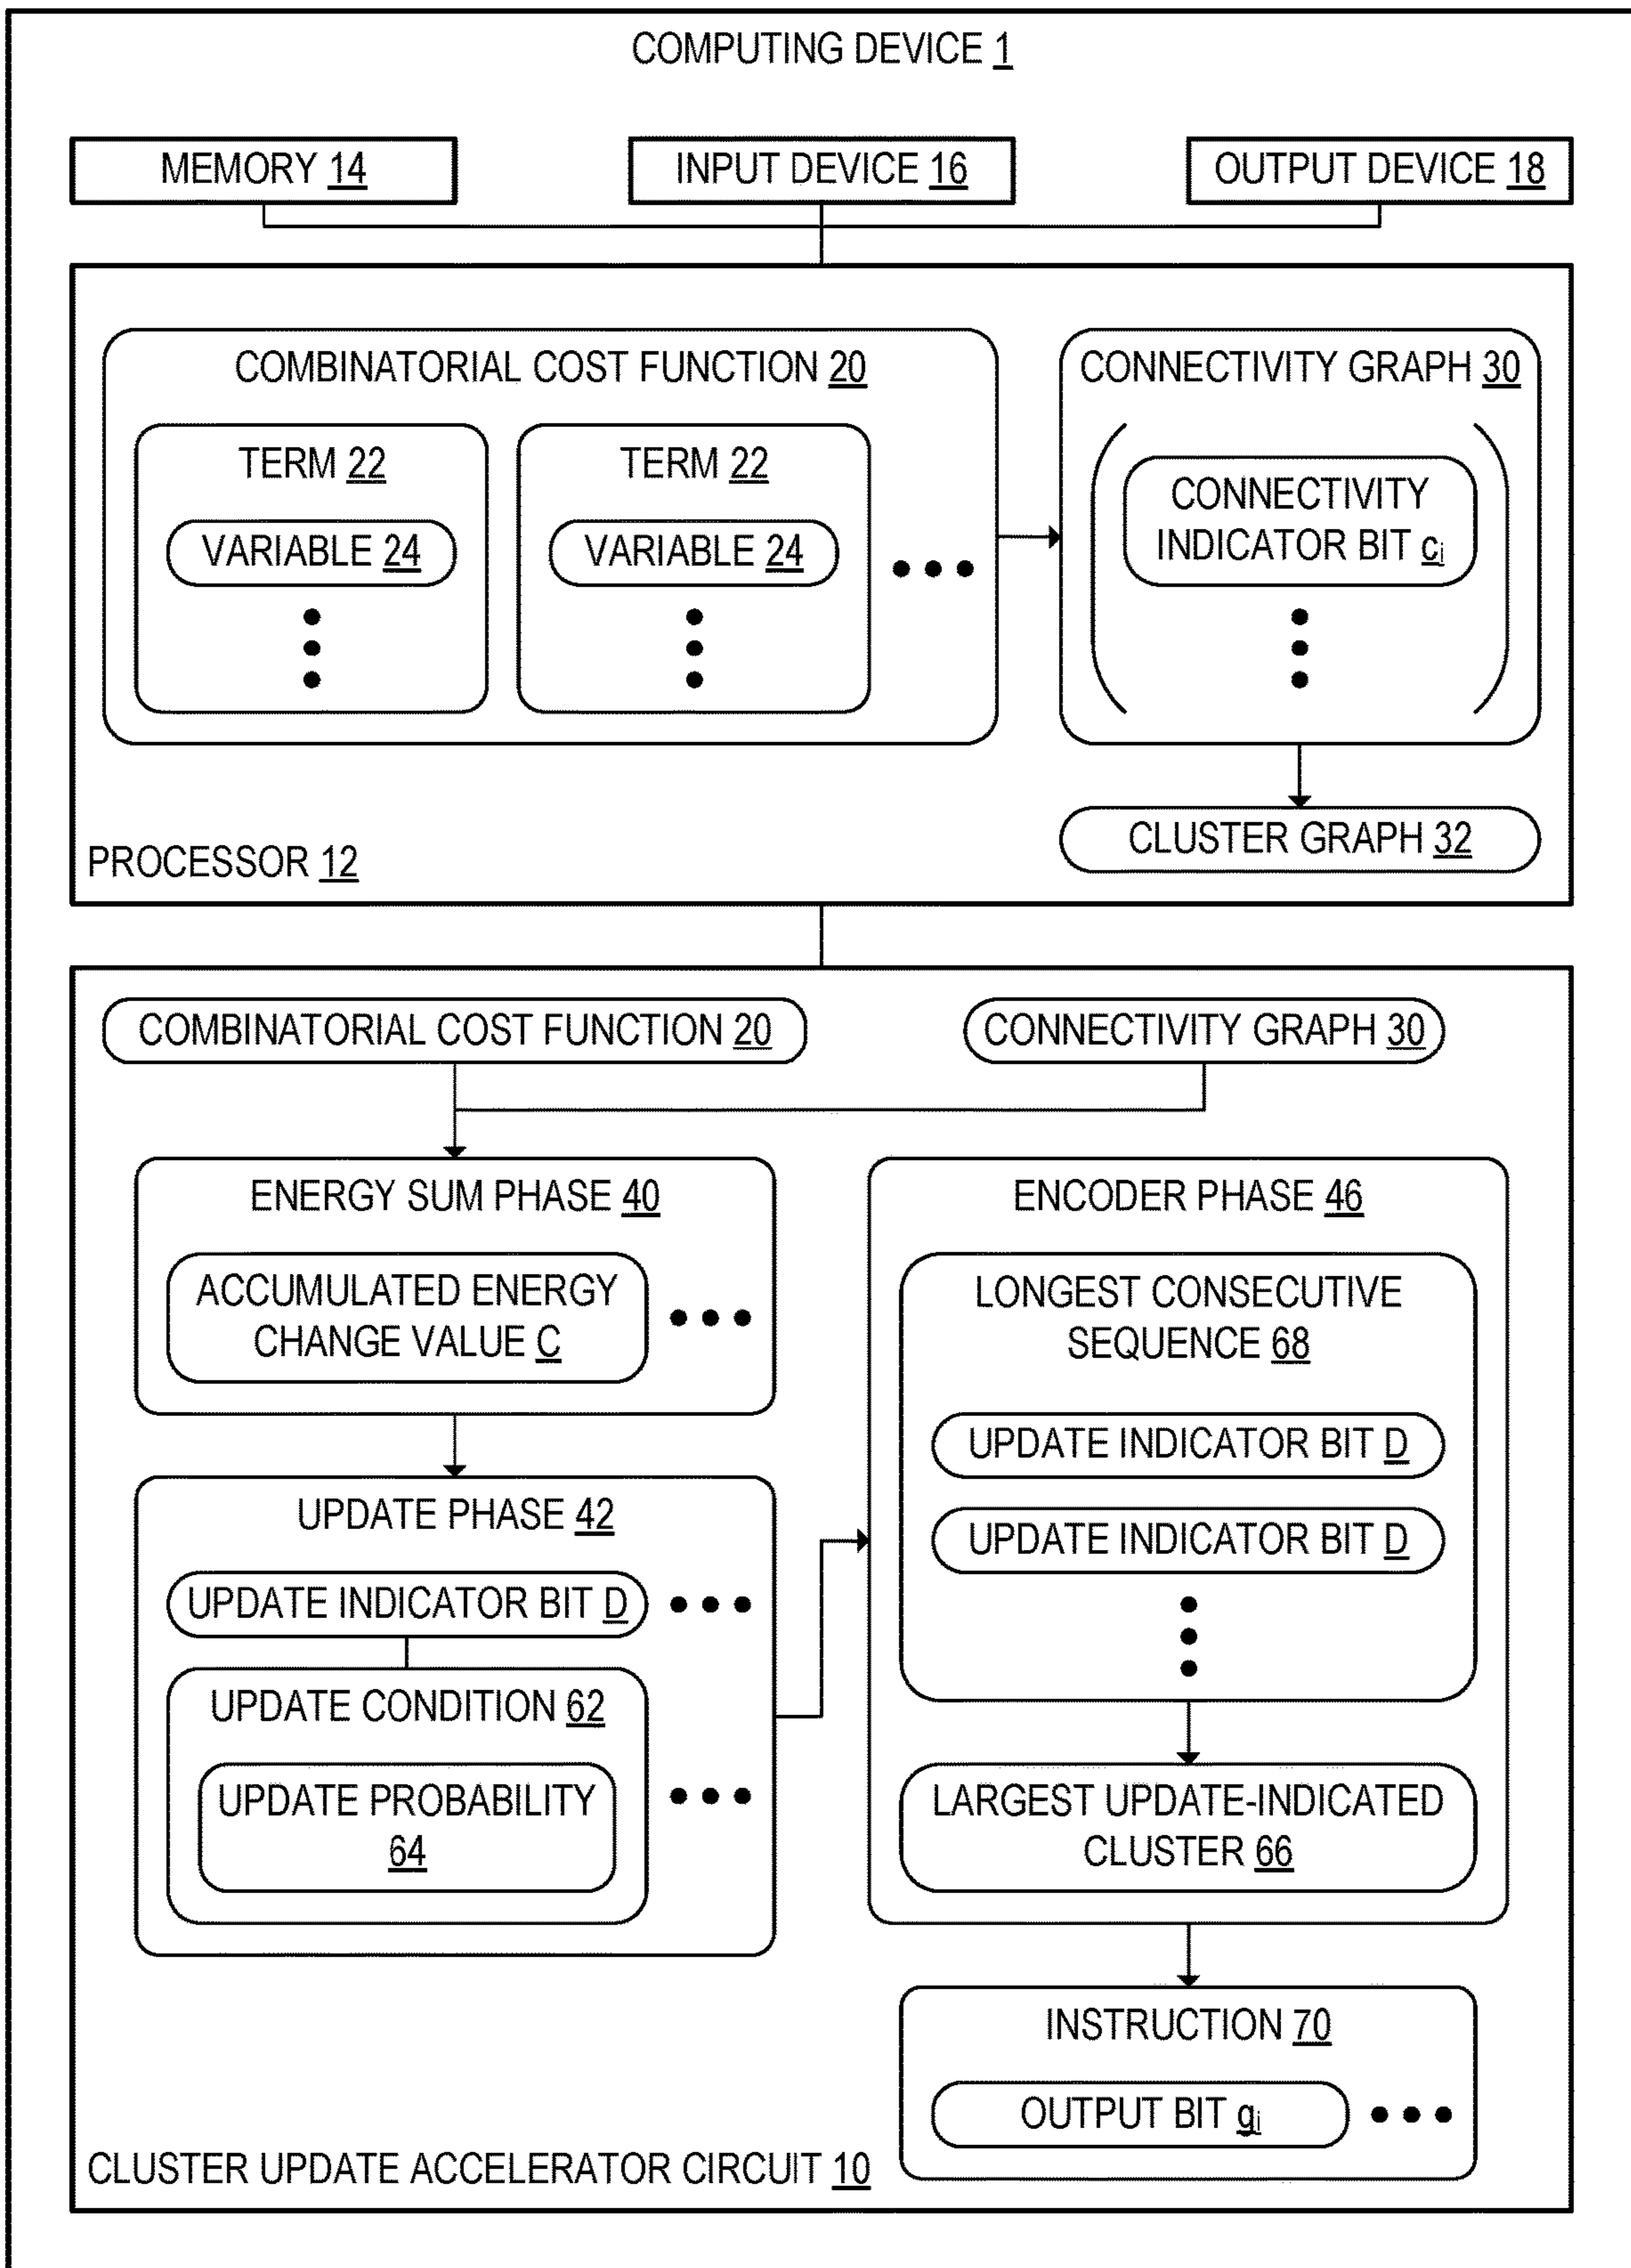 COMPUTING DEVICE 1
MEMORY 14
INPUT DEVICE 16
OUTPUT DEVICE 18
COMBINATORIAL COST FUNCTION 20
TERM 22
VARIABLE 24
TERM 22
VARIABLE 24
CONNECTIVITY GRAPH 30
CONNECTIVITY
INDICATOR BIT ci
CLUSTER GRAPH 32
PROCESSOR 12
COMBINATORIAL COST FUNCTION 20
CONNECTIVITY GRAPH 30
ENERGY SUM PHASE 40
ACCUMULATED ENERGY
CHANGE VALUE C
UPDATE PHASE 42
UPDATE INDICATOR BIT D
UPDATE CONDITION 62
UPDATE PROBABILITY
64
ENCODER PHASE 46
LONGEST CONSECUTIVE
SEQUENCE 68
UPDATE INDICATOR BIT D
UPDATE INDICATOR BIT D
LARGEST UPDATE-INDICATED
CLUSTER 66
INSTRUCTION 70
OUTPUT BIT gi
CLUSTER UPDATE ACCELERATOR CIRCUIT 10